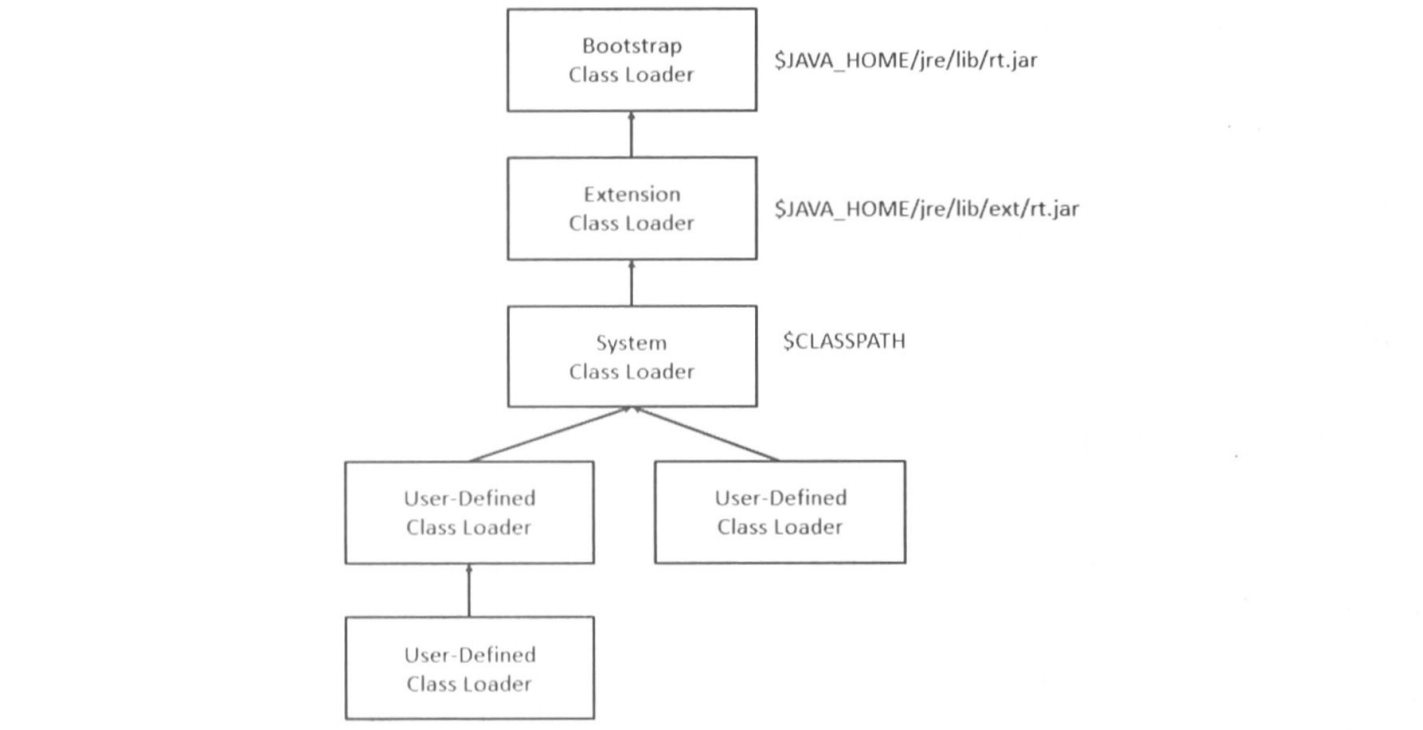 Bootstrap
Class Loader
$JAVA_HOME/jre/lib/rt.jar
Extension
Class Loader
$JAVA_HOME/jre/lib/ext/rt.jar
System
Class Loader
$CLASSPATH
User-Defined
Class Loader
User-Defined
Class Loader
User-Defined
Class Loader